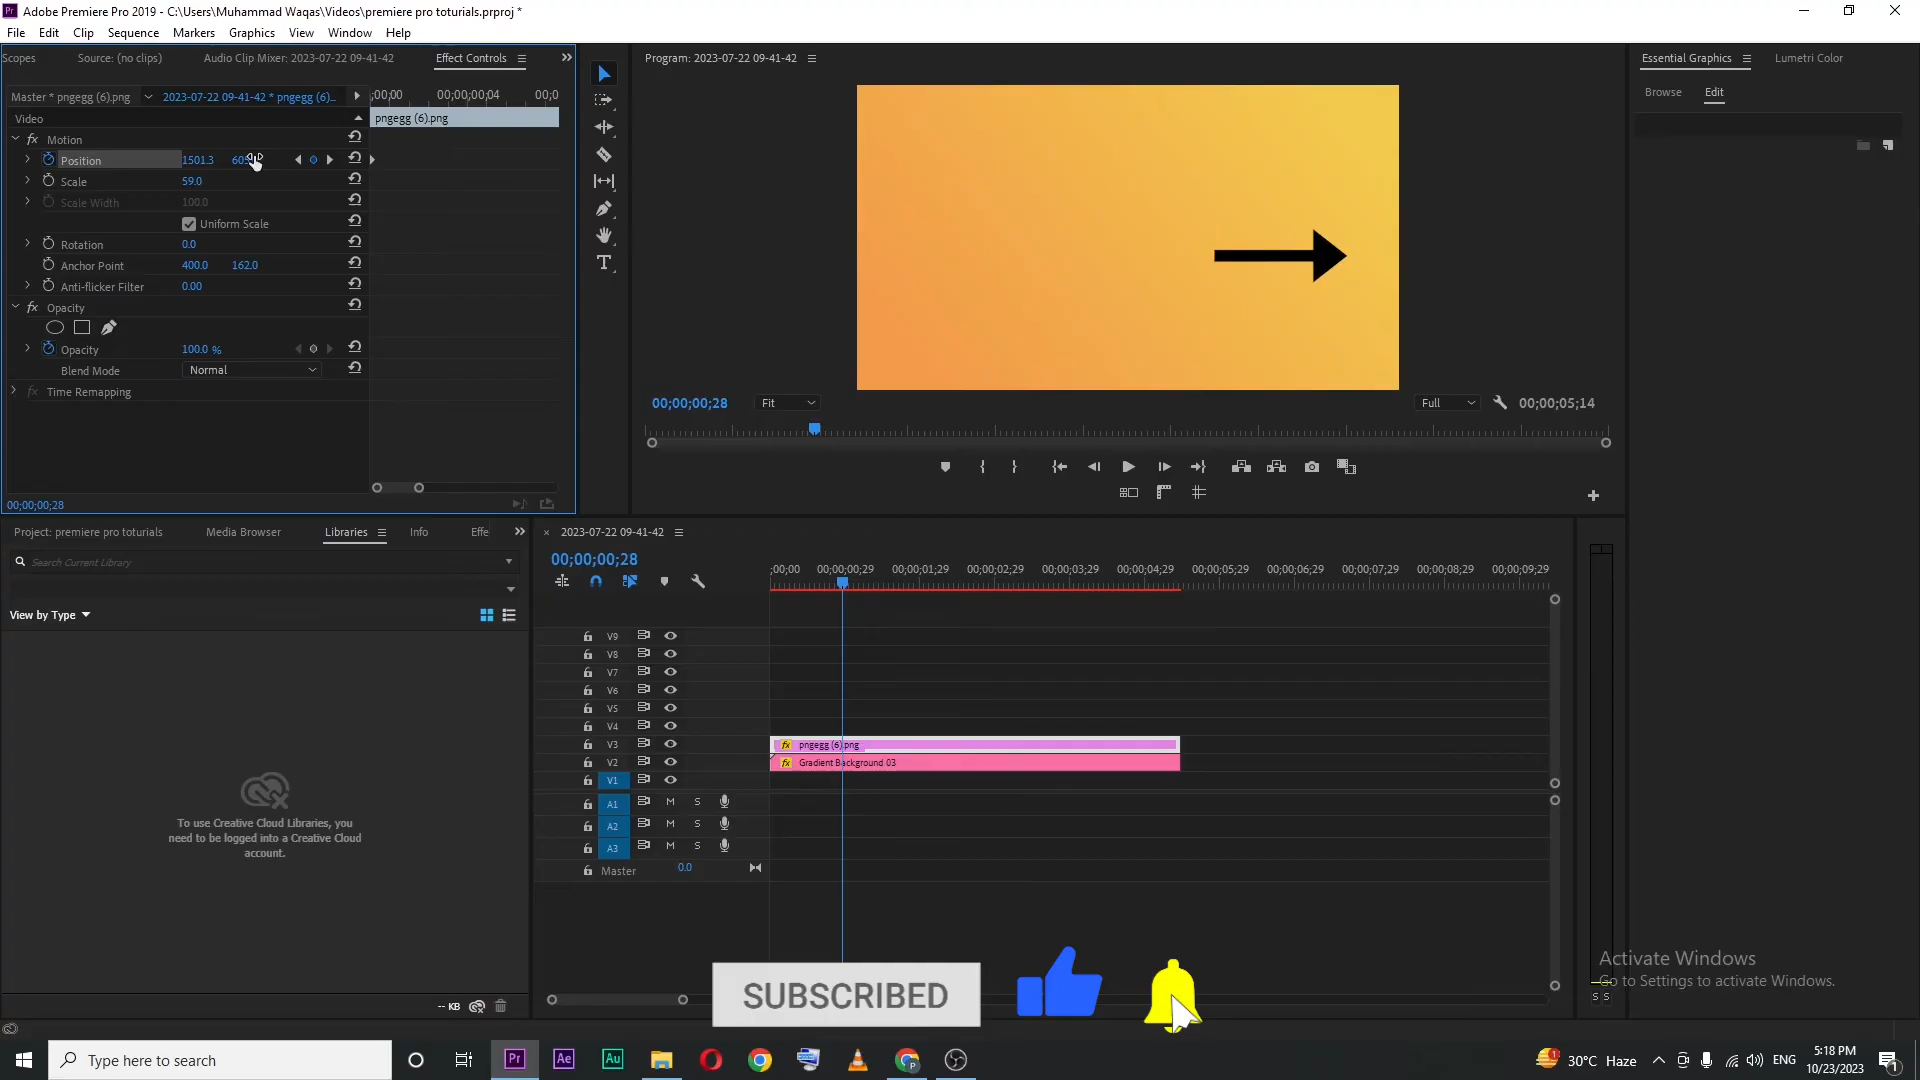 Adobe Premiere Pro 2019 - C:\Users\Muhammad Waqas\Videos\premiere pro toturials.prproj *
File Edit Clip Sequence Markers Graphics View Window Help
Scopes Source: (no clips) Audio Clip Mixer: 2023-07-22 09-41-42 Effect Controls
Program: 2023-07-22 09-41-42
Essential Graphics Lumetri Color
Browse Edit
Master * pngegg (6).png 2023-07-22 09-41-42 * pngegg (6)... ;00;00 00;00;00;04 00;0
Video
pngegg (6).png
Motion
Position 1501.3
Scale 59.0
Scale Width 100.0
Uniform Scale
Rotation 0.0
Anchor Point 400.0 162.0
Anti-flicker Filter 0.00
Opacity
Opacity 100.0 %
Blend Mode Normal
Time Remapping
00;00;00;28
00;00;00;28 Fit Full 00;00;05;14
Project: premiere pro toturials Media Browser Libraries Info Effe
Search Current Library
View by Type
To use Creative Cloud Libraries, you
need to be logged into a Creative Cloud
account.
-- KB
2023-07-22 09-41-42
00;00;00;28
;00;00 00;00;00;29 00;00;01;29 00;00;02;29 00;00;03;29 00;00;04;29 00;00;05;29 00;00;06;29 00;00;07;29 00;00;08;29 00;00;09;29
V9
V8
V7
V6
V5
V4
V3 pngegg (6).png
V2 Gradient Background 03
V1
A1 M S
A2 M S
A3 M S
Master 0.0
S S
SUBSCRIBED
Activate Windows
Go to Settings to activate Windows.
Type here to search
Pr Ae Au
30°C Haze ENG
5:18 PM
10/23/2023
1